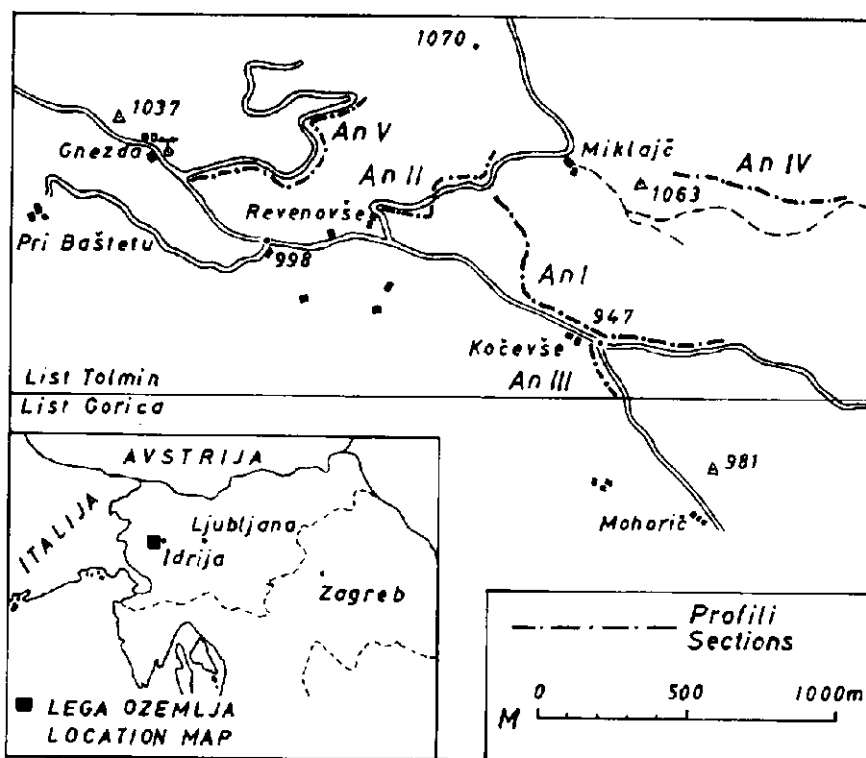 1070
1037
Gnezda
An V
An II
Miklajč
An IV
1063
Revenovše
Pri Baštetu
998
An I
947
Kočevše
An III
List Tolmin
List Gorica
981
Mohorič
AVSTRIJA
ITALIJA
Ljubljana
Idrija
Zagreb
LEGA OZEMLJA
LOCATION MAP
Profili
Sections
M 0 500 1000m